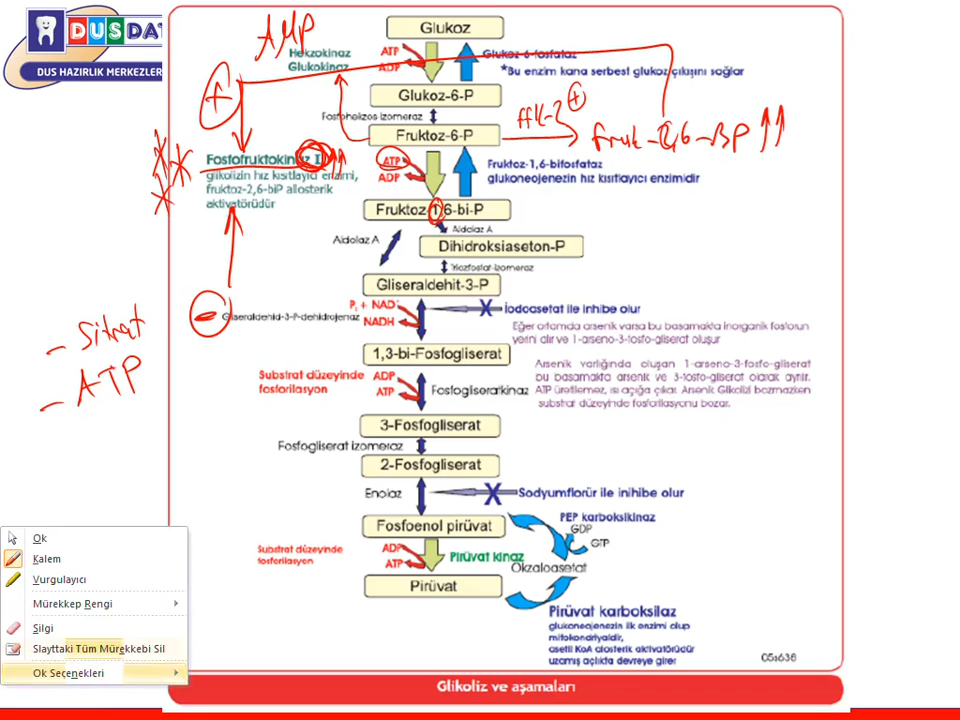 DUSDAT
DUS HAZIRLIK MERKEZLERİ
AMP
Glukoz
Hekzokinaz
Glukokinaz
ATP
ADP
Glukoz-6-fosfataz
*Bu enzim kana serbest glukoz çıkışını sağlar
Glukoz-6-P
Fosfoheksoz izomeraz
Fruktoz-6-P
FFK-2 +
Fruk-2,6-BP ↑↑
+
Fosfofruktokinaz I
glikolizin hız kısıtlayıcı enzimi,
fruktoz-2,6-biP allosterik
aktivatörüdür
ATP
ADP
Fruktoz-1,6-bifosfataz
glukoneojenezin hız kısıtlayıcı enzimidir
Fruktoz-1,6-bi-P
Aldolaz A
Aldolaz A
Dihidroksiaseton-P
Triozfosfat-izomeraz
Gliseraldehit-3-P
Pi + NAD+
NADH
Gliseraldehid-3-P-dehidrojenaz
İodoasetat ile inhibe olur
Eğer ortamda arsenik varsa bu basamakta inorganik fosforun
yerini alır ve 1-arseno-3-fosfo-gliserat oluşur
- Sitrat
- ATP
1,3-bi-Fosfogliserat
Arsenik varlığında oluşan 1-arseno-3-fosfo-gliserat
bu basamakta arsenik ve 3-fosfo-gliserat olarak ayrılır.
ATP üretilemez, ısı açığa çıkar. Arsenik Glikolizi bozmazken
substrat düzeyinde fosforilasyonu bozar.
Substrat düzeyinde
fosforilasyon
ADP
ATP
Fosfogliseratkinaz
3-Fosfogliserat
Fosfogliserat izomeraz
2-Fosfogliserat
Enolaz
Sodyumflorür ile inihibe olur
Fosfoenol pirüvat
PEP karboksikinaz
GDP
GTP
Substrat düzeyinde
fosforilasyon
ADP
ATP
Pirüvat kinaz
Okzaloasetat
Pirüvat
Pirüvat karboksilaz
glukoneojenezin ilk enzimi olup
mitokondriyaldir,
asetil KoA alosterik aktivatörüdür
uzamış açlıkta devreye girer
05t636
Glikoliz ve aşamaları
Ok
Kalem
Vurgulayıcı
Mürekkep Rengi
Silgi
Slayttaki Tüm Mürekkebi Sil
Ok Seçenekleri